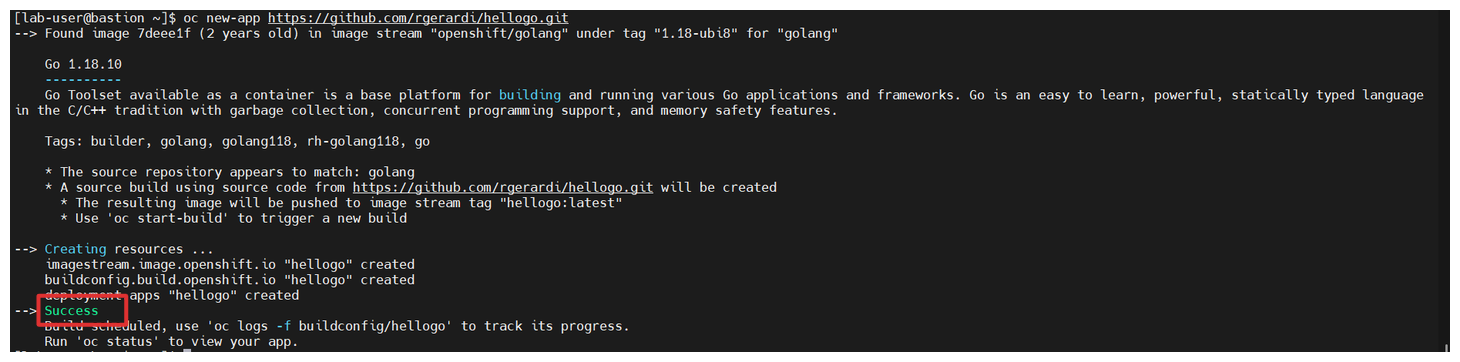 [lab-user@bastion ~]$ oc new-app https://github.com/rgerardi/hellogo.git
--> Found image 7deee1f (2 years old) in image stream "openshift/golang" under tag "1.18-ubi8" for "golang"
Go 1.18.10
----------
Go Toolset available as a container is a base platform for building and running various Go applications and frameworks. Go is an easy to learn, powerful, statically typed language
in the C/C++ tradition with garbage collection, concurrent programming support, and memory safety features.
Tags: builder, golang, golang118, rh-golang118, go
* The source repository appears to match: golang
* A source build using source code from https://github.com/rgerardi/hellogo.git will be created
* The resulting image will be pushed to image stream tag "hellogo:latest"
* Use 'oc start-build' to trigger a new build
--> Creating resources ...
imagestream.image.openshift.io "hellogo" created
buildconfig.build.openshift.io "hellogo" created
deployment.apps "hellogo" created
--> Success
Build scheduled, use 'oc logs -f buildconfig/hellogo' to track its progress.
Run 'oc status' to view your app.